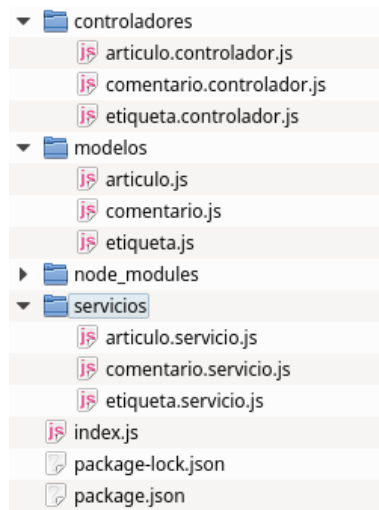 controladores
articulo.controlador.js
comentario.controlador.js
etiqueta.controlador.js
modelos
articulo.js
comentario.js
etiqueta.js
node_modules
servicios
articulo.servicio.js
comentario.servicio.js
etiqueta.servicio.js
index.js
package-lock.json
package.json